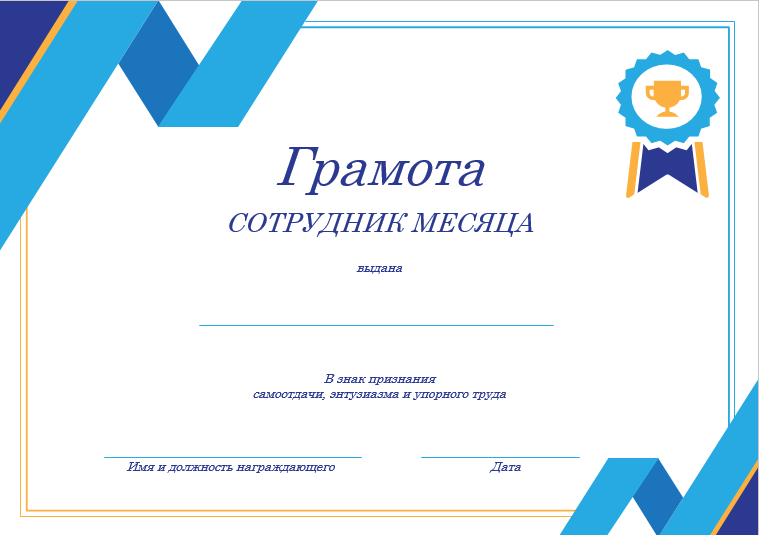 Грамота
СОТРУДНИК МЕСЯЦА
выдана
В знак признания
самоотдачи, энтузиазма и упорного труда
Имя и должность награждающего
Дата